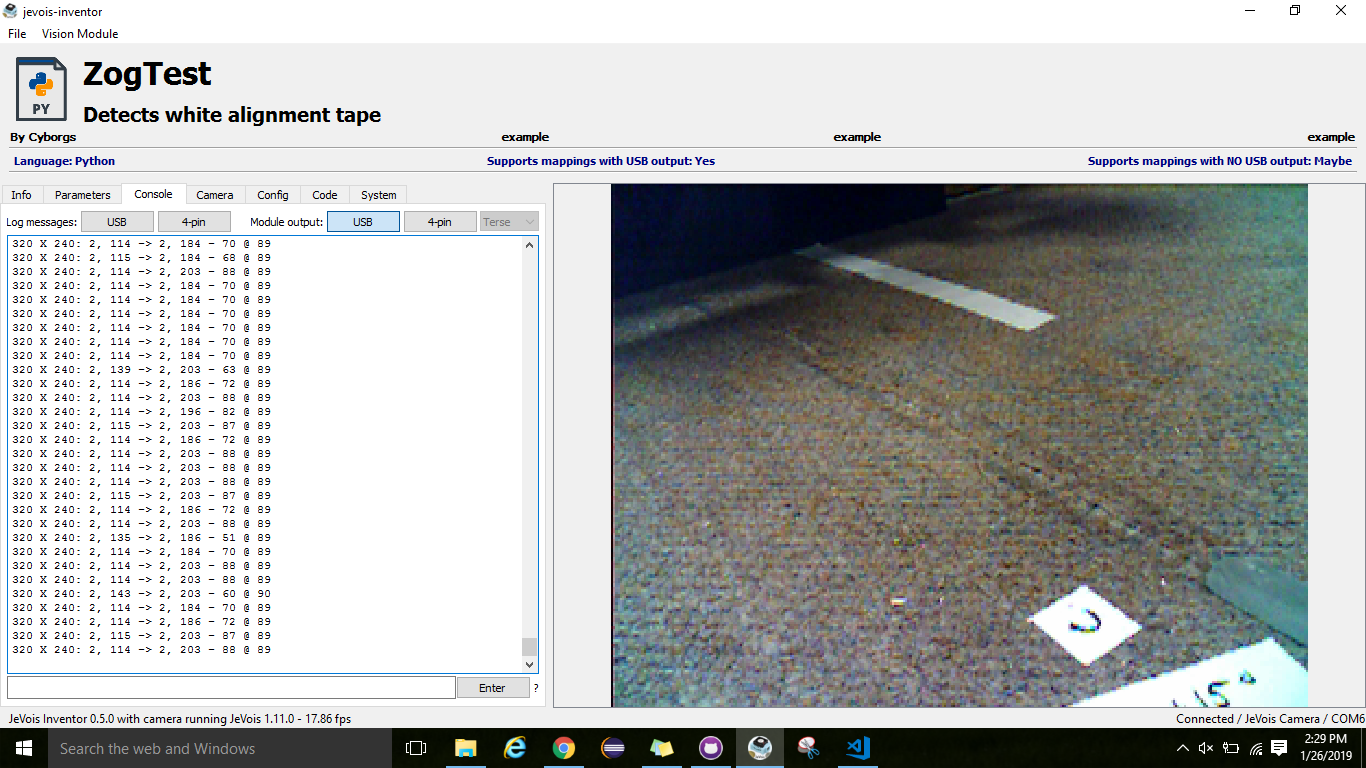 jevois-inventor
File Vision Module
PY
ZogTest
Detects white alignment tape
By Cyborgs example example example
Language: Python Supports mappings with USB output: Yes Supports mappings with NO USB output: Maybe
Info Parameters Console Camera Config Code System
Log messages: USB 4-pin Module output: USB 4-pin Terse
320 X 240: 2, 114 -> 2, 184 - 70 @ 89
320 X 240: 2, 115 -> 2, 184 - 68 @ 89
320 X 240: 2, 114 -> 2, 203 - 88 @ 89
320 X 240: 2, 114 -> 2, 184 - 70 @ 89
320 X 240: 2, 114 -> 2, 184 - 70 @ 89
320 X 240: 2, 114 -> 2, 184 - 70 @ 89
320 X 240: 2, 114 -> 2, 184 - 70 @ 89
320 X 240: 2, 114 -> 2, 184 - 70 @ 89
320 X 240: 2, 114 -> 2, 184 - 70 @ 89
320 X 240: 2, 139 -> 2, 203 - 63 @ 89
320 X 240: 2, 114 -> 2, 186 - 72 @ 89
320 X 240: 2, 114 -> 2, 203 - 88 @ 89
320 X 240: 2, 114 -> 2, 196 - 82 @ 89
320 X 240: 2, 115 -> 2, 203 - 87 @ 89
320 X 240: 2, 114 -> 2, 186 - 72 @ 89
320 X 240: 2, 114 -> 2, 203 - 88 @ 89
320 X 240: 2, 114 -> 2, 203 - 88 @ 89
320 X 240: 2, 114 -> 2, 203 - 88 @ 89
320 X 240: 2, 115 -> 2, 203 - 87 @ 89
320 X 240: 2, 114 -> 2, 186 - 72 @ 89
320 X 240: 2, 114 -> 2, 203 - 88 @ 89
320 X 240: 2, 135 -> 2, 186 - 51 @ 89
320 X 240: 2, 114 -> 2, 184 - 70 @ 89
320 X 240: 2, 114 -> 2, 203 - 88 @ 89
320 X 240: 2, 114 -> 2, 203 - 88 @ 89
320 X 240: 2, 143 -> 2, 203 - 60 @ 90
320 X 240: 2, 114 -> 2, 184 - 70 @ 89
320 X 240: 2, 114 -> 2, 186 - 72 @ 89
320 X 240: 2, 115 -> 2, 203 - 87 @ 89
320 X 240: 2, 114 -> 2, 203 - 88 @ 89
Enter ?
JeVois Inventor 0.5.0 with camera running JeVois 1.11.0 - 17.86 fps Connected / JeVois Camera / COM6
Search the web and Windows
2:29 PM
1/26/2019